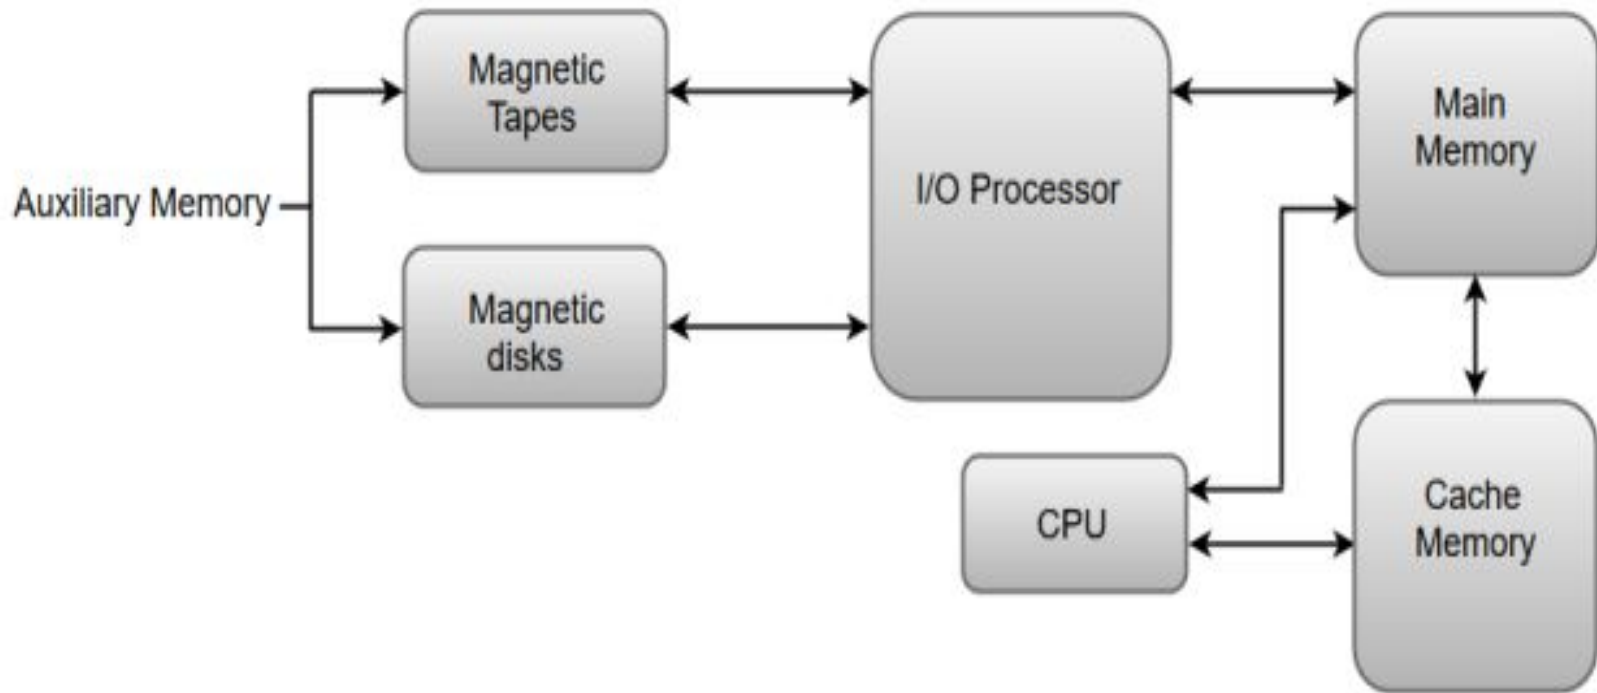 Magnetic
Tapes
Auxiliary Memory
Magnetic
disks
I/O Processor
Main
Memory
CPU
Cache
Memory